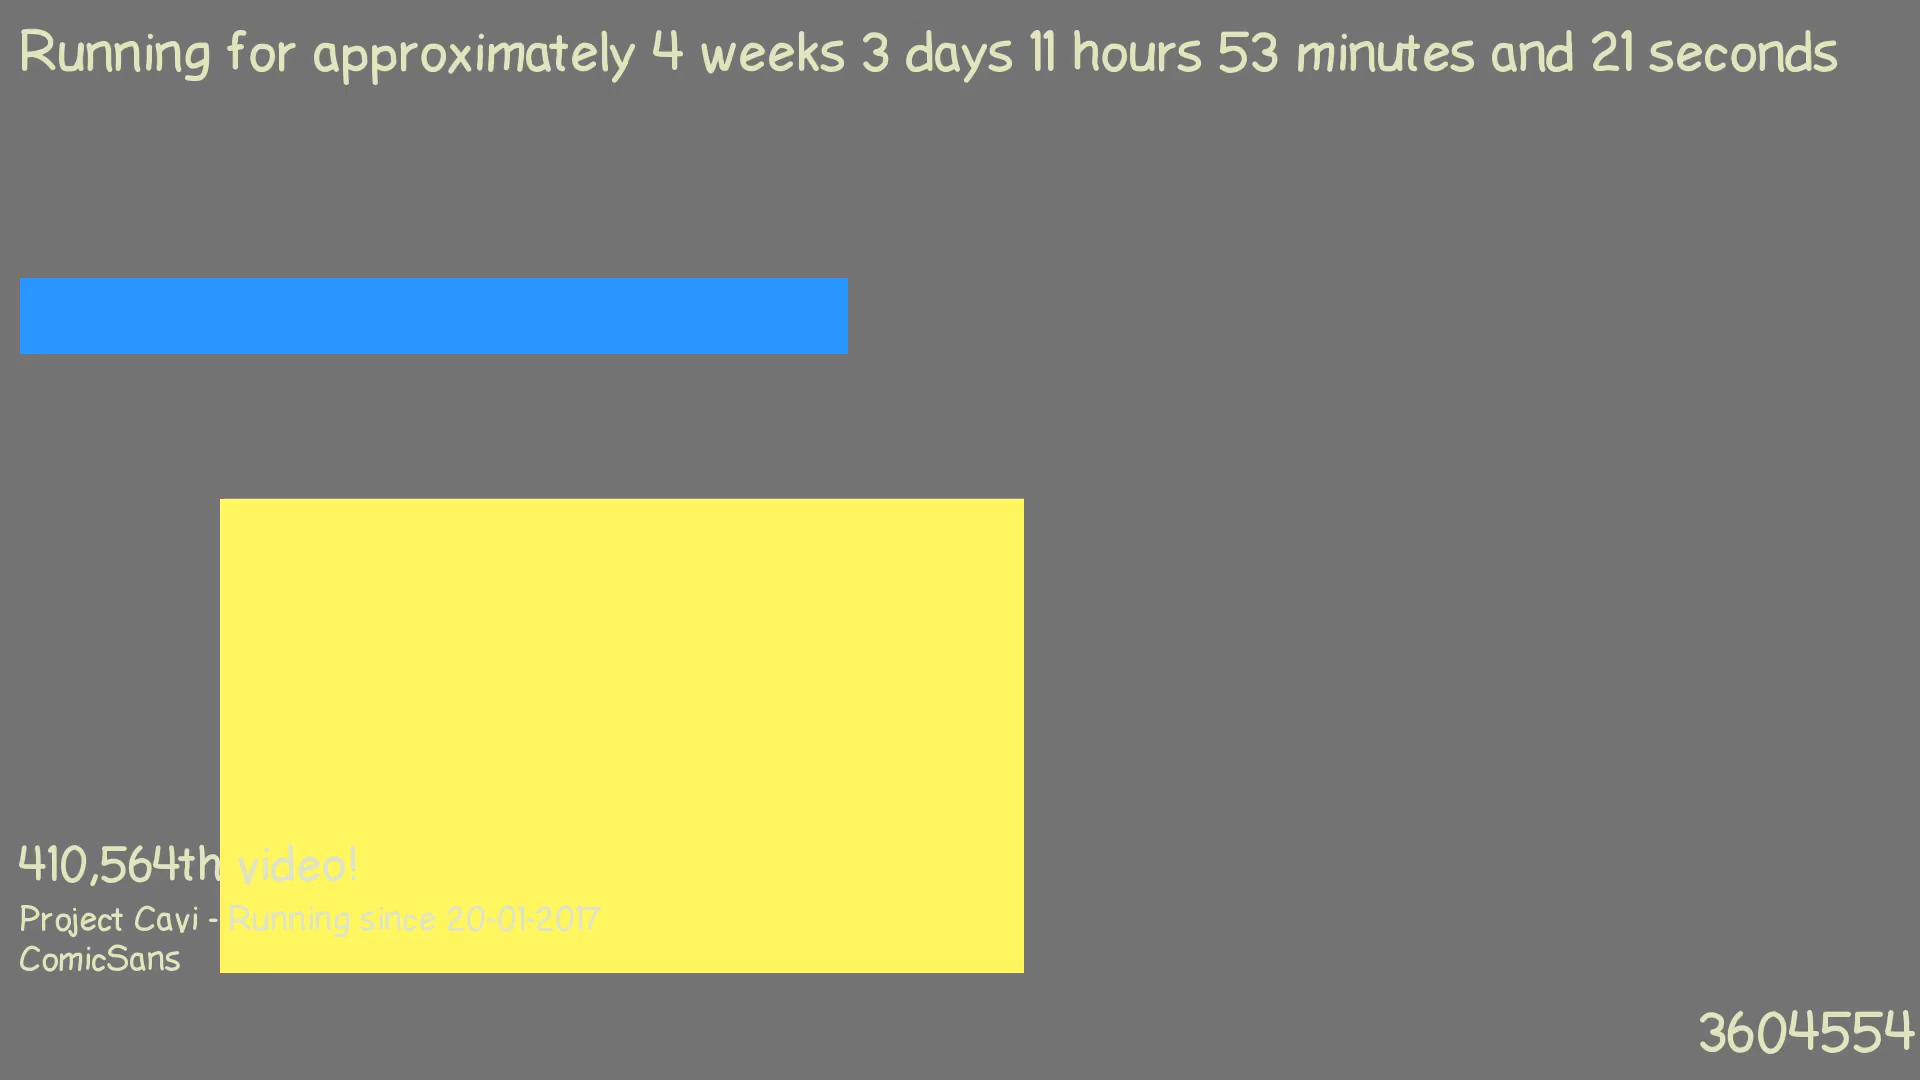 Running for approximately 4 weeks 3 days 11 hours 53 minutes and 21 seconds
410,564th video!
Project Cavi - Running since 20-01-2017
ComicSans
3604554